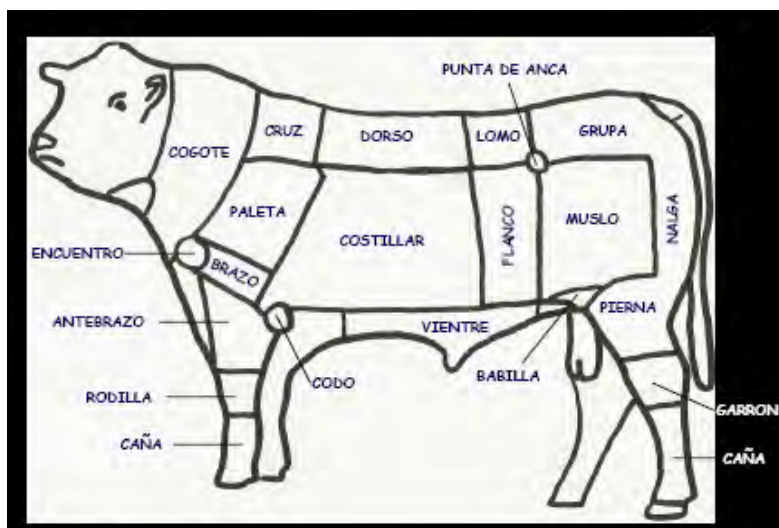 PUNTA DE ANCA
CRUZ
DORSO
LOMO
GRUPA
COGOTE
PALETA
COSTILLAR
FLANCO
MUSLO
NALGA
ENCUENTRO
BRAZO
ANTEBRAZO
VIENTRE
PIERNA
CODO
BABILLA
RODILLA
GARRON
CAÑA
CAÑA